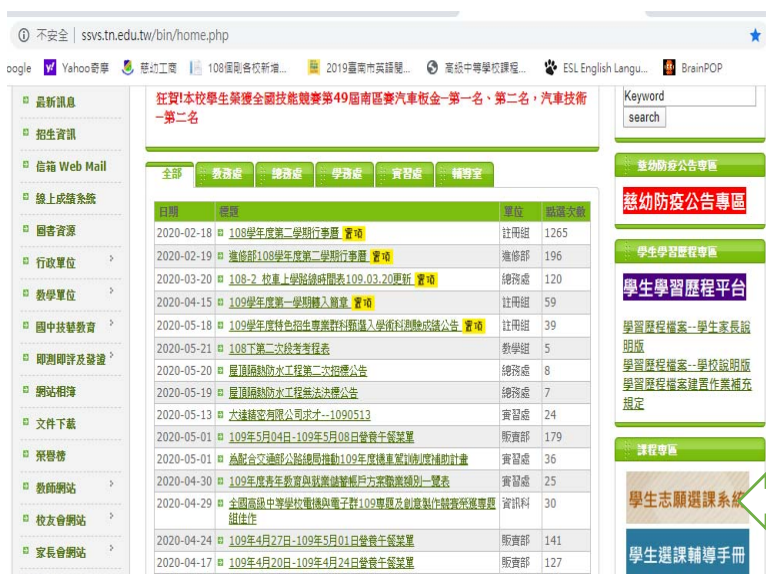 不安全 | ssvs.tn.edu.tw/bin/home.php
oogle Yahoo奇摩 慈幼工商 108個別各校新增... 2019臺南市英語閱... 高級中等學校課程... ESL English Langu... BrainPOP
最新訊息
招生資訊
信箱 Web Mail
線上成績系統
圖書資源
行政單位
教學單位
國中技藝教育
即測即評及發證
網站相簿
文件下載
榮譽榜
教師網站
校友會網站
家長會網站
狂賀!本校學生榮獲全國技能競賽第49屆南區賽汽車板金-第一名、第二名,汽車技術
-第二名
全部 教務處 總務處 學務處 實習處 輔導室
日期 標題 單位 點選次數
2020-02-18 108學年度第二學期行事曆 置頂 註冊組 1265
2020-02-19 進修部108學年度第二學期行事曆 置頂 進修部 196
2020-03-20 108-2 校車上學路線時間表109.03.20更新 置頂 總務處 120
2020-04-15 109學年度第一學期轉入簡章 置頂 註冊組 59
2020-05-18 109學年度特色招生專業群科甄選入學術科測驗成績公告 置頂 註冊組 39
2020-05-21 108下第二次段考考程表 教學組 5
2020-05-20 屋頂隔熱防水工程第二次招標公告 總務處 8
2020-05-19 屋頂隔熱防水工程無法決標公告 總務處 7
2020-05-13 大達精密有限公司求才--1090513 實習處 24
2020-05-01 109年5月04日-109年5月08日營養午餐菜單 販賣部 179
2020-05-01 為配合交通部公路總局推動109年度機車駕訓制度補助計畫 實習處 36
2020-04-30 109年度青年教育與就業儲蓄帳戶方案職業類別一覽表 實習處 25
2020-04-29 全國高級中等學校電機與電子群109專題及創意製作競賽榮獲專題
組佳作 資訊科 30
2020-04-24 109年4月27日-109年5月01日營養午餐菜單 販賣部 141
2020-04-17 109年4月20日-109年4月24日營養午餐菜單 販賣部 127
Keyword
search
慈幼防疫公告專區
慈幼防疫公告專區
學生學習歷程專區
學生學習歷程平台
學習歷程檔案--學生家長說
明版
學習歷程檔案--學校說明版
學習歷程檔案建置作業補充
規定
課程專區
學生志願選課系統
學生選課輔導手冊